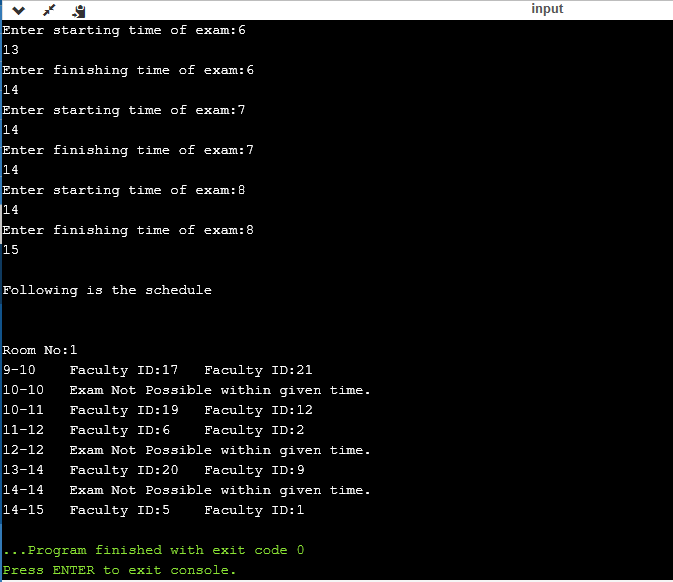 input
Enter starting time of exam:6
13
Enter finishing time of exam:6
14
Enter starting time of exam:7
14
Enter finishing time of exam:7
14
Enter starting time of exam:8
14
Enter finishing time of exam:8
15
Following is the schedule
Room No:1
9-10 Faculty ID:17 Faculty ID:21
10-10 Exam Not Possible within given time.
10-11 Faculty ID:19 Faculty ID:12
11-12 Faculty ID:6 Faculty ID:2
12-12 Exam Not Possible within given time.
13-14 Faculty ID:20 Faculty ID:9
14-14 Exam Not Possible within given time.
14-15 Faculty ID:5 Faculty ID:1
...Program finished with exit code 0
Press ENTER to exit console.